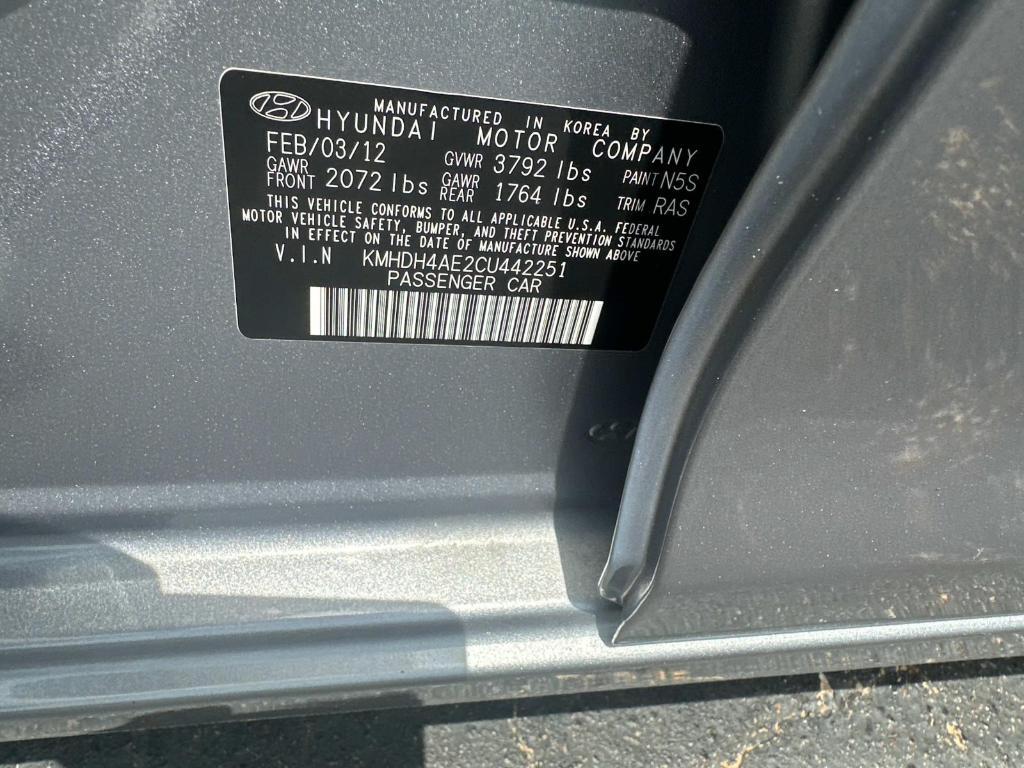 MANUFACTURED IN KOREA BY
HYUNDAI MOTOR COMPANY
FEB/03/12 GVWR 3792 lbs PAINT N5S
GAWR FRONT 2072 lbs GAWR REAR 1764 lbs TRIM RAS
THIS VEHICLE CONFORMS TO ALL APPLICABLE U.S.A. FEDERAL
MOTOR VEHICLE SAFETY, BUMPER, AND THEFT PREVENTION STANDARDS
IN EFFECT ON THE DATE OF MANUFACTURE SHOWN ABOVE
V.I.N KMHDH4AE2CU442251
PASSENGER CAR